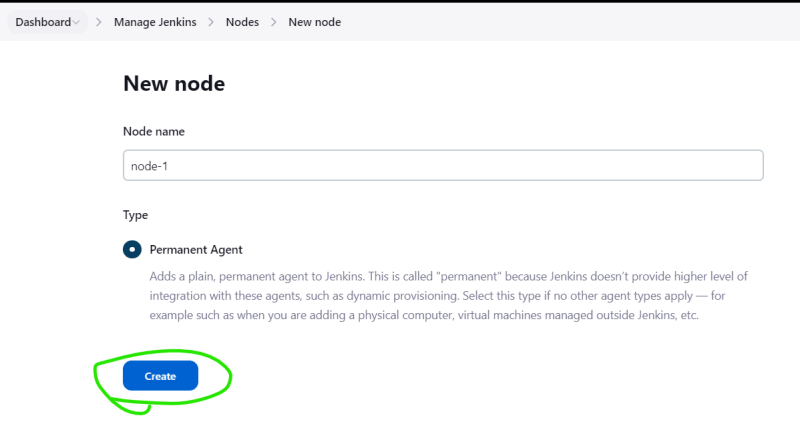 Dashboard > Manage Jenkins > Nodes > New node
New node
Node name
node-1
Type
Permanent Agent
Adds a plain, permanent agent to Jenkins. This is called "permanent" because Jenkins doesn’t provide higher level of
integration with these agents, such as dynamic provisioning. Select this type if no other agent types apply — for
example such as when you are adding a physical computer, virtual machines managed outside Jenkins, etc.
Create